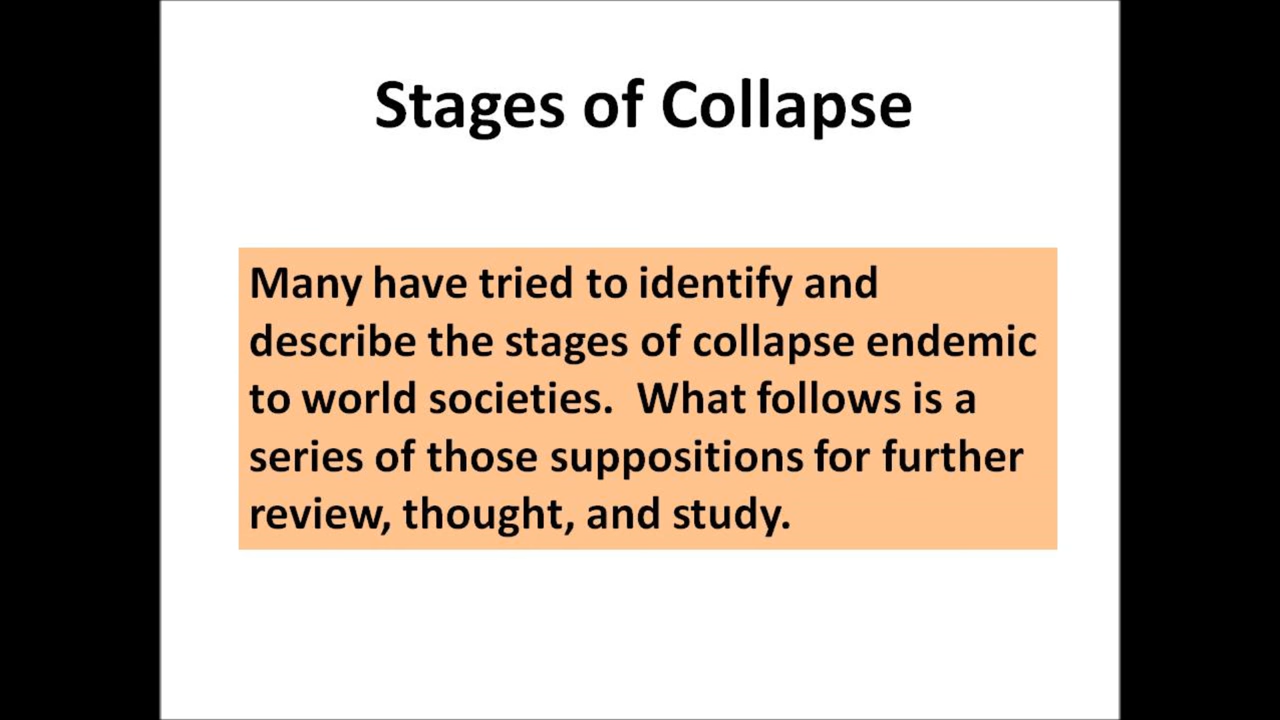 Stages of Collapse
Many have tried to identify and
describe the stages of collapse endemic
to world societies.  What follows is a
series of those suppositions for further
review, thought, and study.